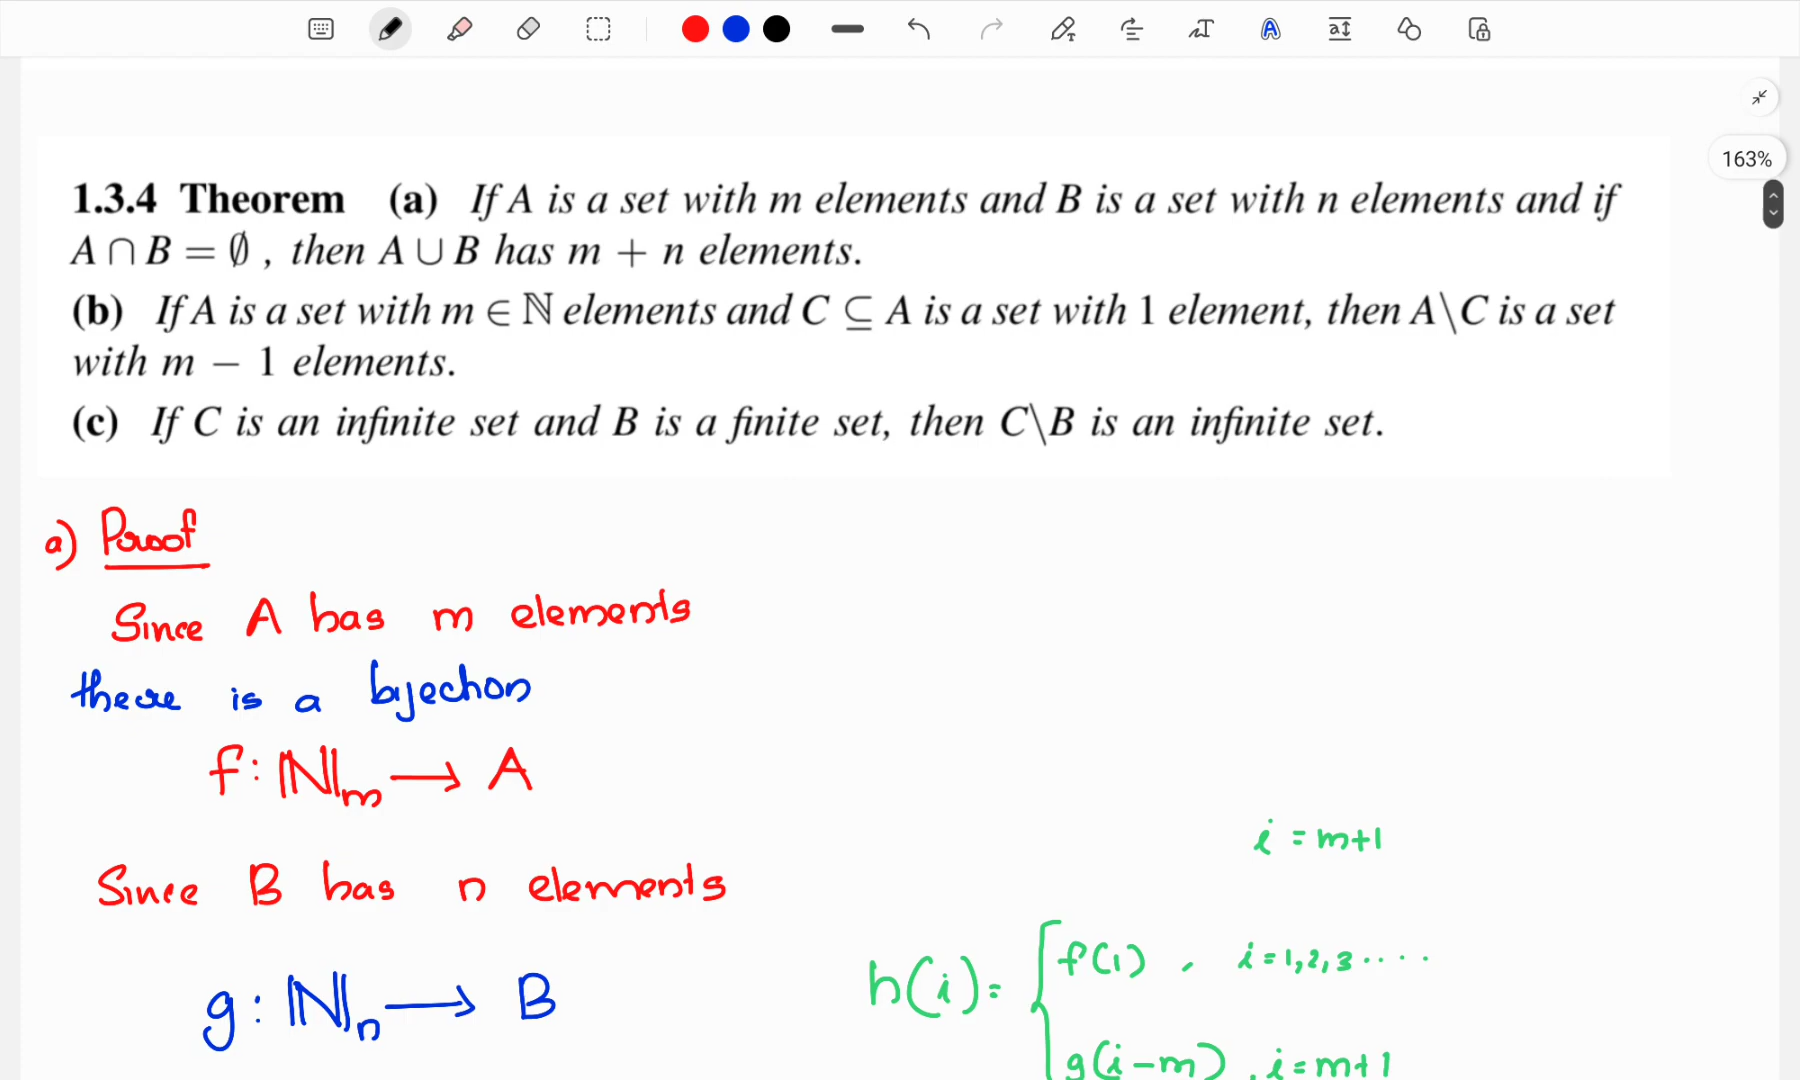 163%
1.3.4 Theorem (a) If A is a set with m elements and B is a set with n elements and if
A ∩ B = ∅ , then A ∪ B has m + n elements.
(b) If A is a set with m ∈ ℕ elements and C ⊆ A is a set with 1 element, then A\C is a set
with m − 1 elements.
(c) If C is an infinite set and B is a finite set, then C\B is an infinite set.
a) Proof
Since A has m elements
there is a bijection
f: ℕm → A
Since B has n elements
g: ℕn → B
i = m+1
h(i) = { f(i) , i = 1,2,3 ....
g(i-m) , i = m+1